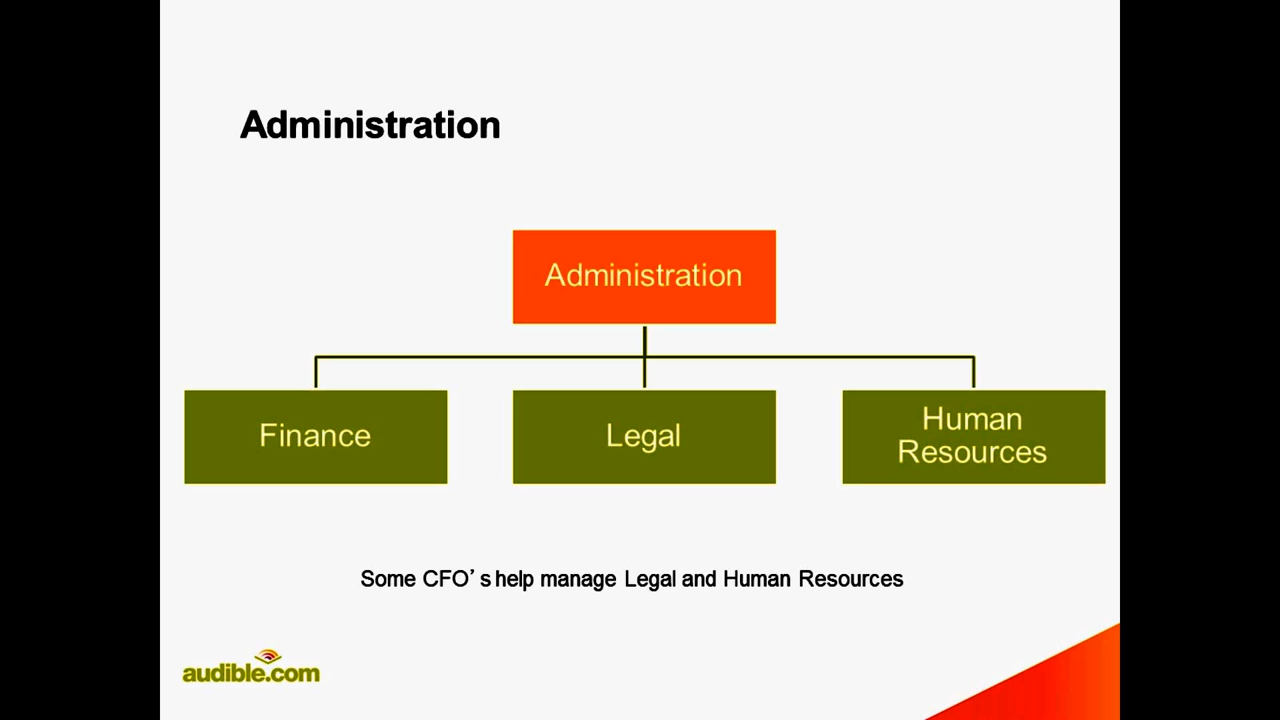 Administration
Administration
Finance
Legal
Human
Resources
Some CFO’s help manage Legal and Human Resources
audible.com